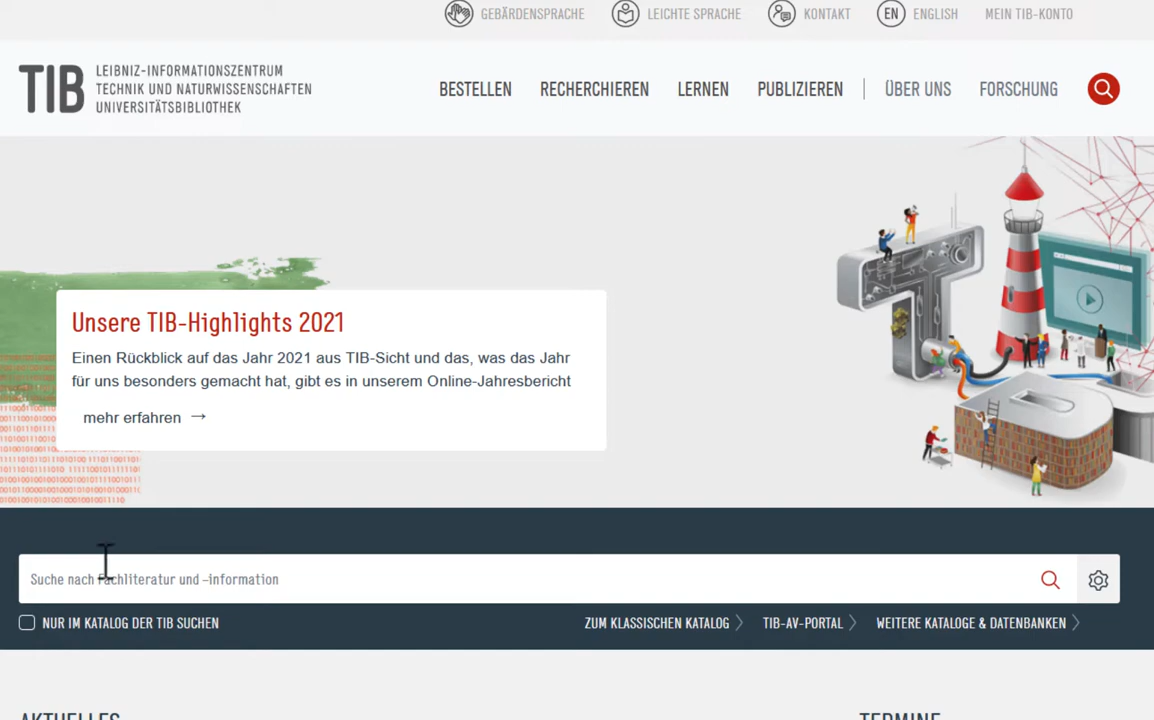 GEBÄRDENSPRACHE
LEICHTE SPRACHE
KONTAKT
EN ENGLISH
MEIN TIB-KONTO
TIB
LEIBNIZ-INFORMATIONSZENTRUM
TECHNIK UND NATURWISSENSCHAFTEN
UNIVERSITÄTSBIBLIOTHEK
BESTELLEN
RECHERCHIEREN
LERNEN
PUBLIZIEREN
ÜBER UNS
FORSCHUNG
Unsere TIB-Highlights 2021
Einen Rückblick auf das Jahr 2021 aus TIB-Sicht und das, was das Jahr
für uns besonders gemacht hat, gibt es in unserem Online-Jahresbericht
mehr erfahren →
Suche nach Fachliteratur und –information
NUR IM KATALOG DER TIB SUCHEN
ZUM KLASSISCHEN KATALOG
TIB-AV-PORTAL
WEITERE KATALOGE & DATENBANKEN
AKTUELLES
TERMINE